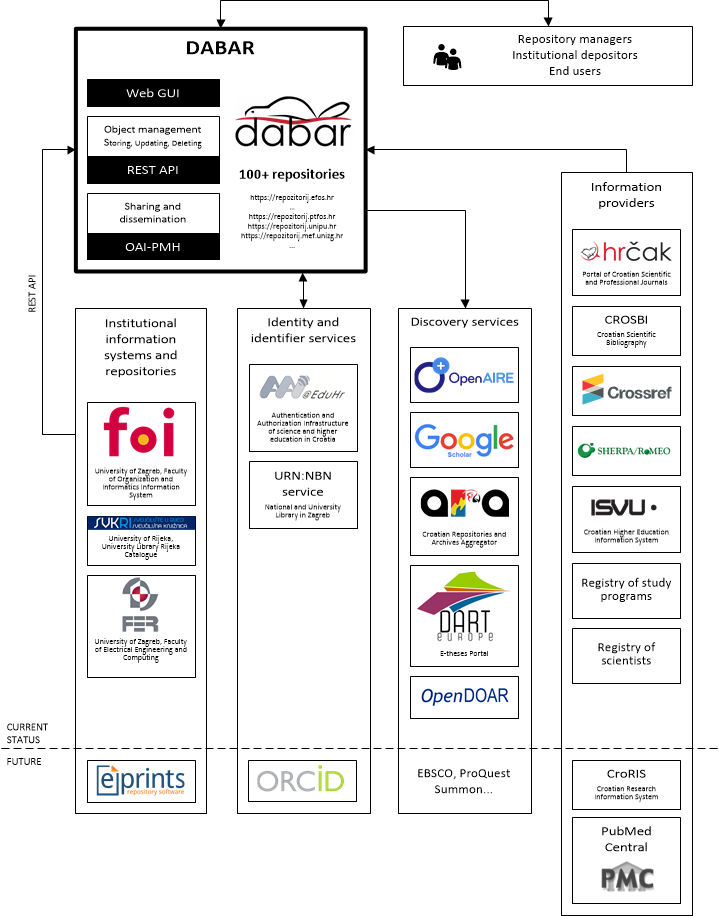 DABAR
Web GUI
Object management
Storing, Updating, Deleting
REST API
Sharing and
dissemination
OAI-PMH
dabar
100+ repositories
https://repozitorij.efos.hr
...
https://repozitorij.ptfos.hr
https://repozitorij.unipu.hr
https://repozitorij.mef.unizg.hr
...
Repository managers
Institutional depositors
End users
REST API
Institutional
information
systems and
repositories
foi
University of Zagreb, Faculty
of Organization and
Informatics Information
System
SVKRI SVEUČILIŠTE U RIJECI
SVEUČILIŠNA KNJIŽNICA
University of Rijeka,
University Library Rijeka
Catalogue
FER
University of Zagreb, Faculty
of Electrical Engineering and
Computing
Identity and
identifier services
@EduHr
Authentication and
Authorization Infrastructure
of science and higher
education in Croatia
URN:NBN
service
National and University
Library in Zagreb
Discovery services
OpenAIRE
Google
Scholar
ara
Croatian Repositories and
Archives Aggregator
DART
europe
E-theses Portal
OpenDOAR
Information
providers
hrčak
Portal of Croatian Scientific
and Professional Journals
CROSBI
Croatian Scientific
Bibliography
Crossref
SHERPA/RoMEO
ISVU
Croatian Higher Education
Information System
Registry of study
programs
Registry of
scientists
CURRENT
STATUS
FUTURE
eprints
repository software
ORCID
EBSCO, ProQuest
Summon...
CroRIS
Croatian Research
Information System
PubMed
Central
PMC